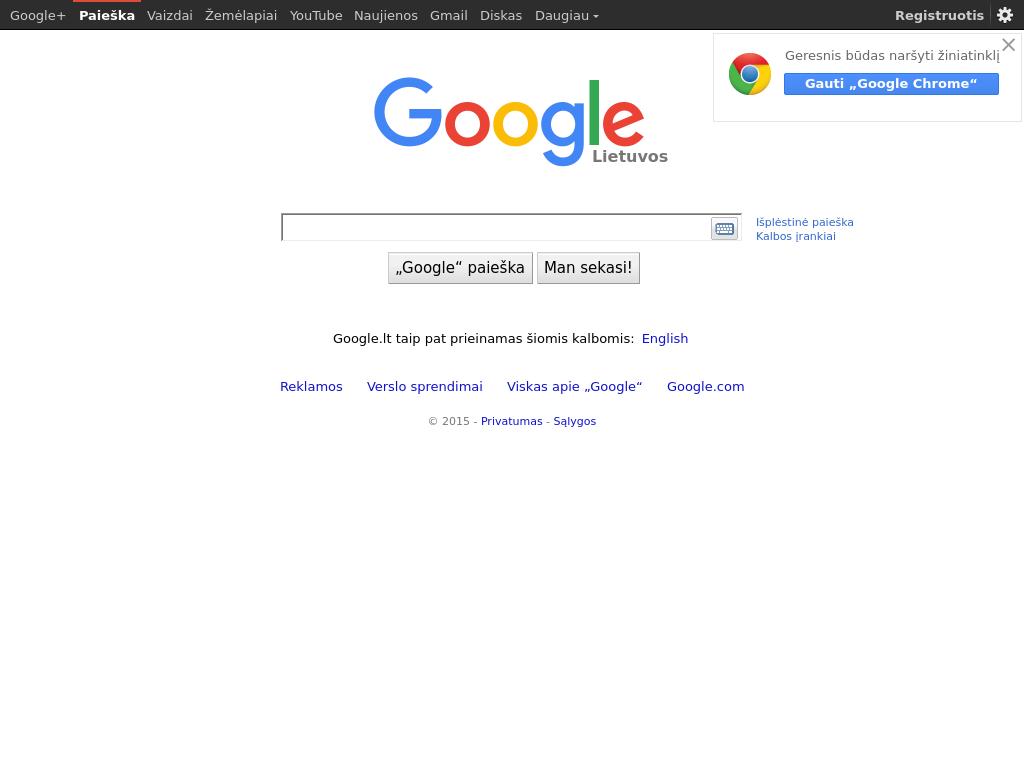 Google+ Paieška Vaizdai Žemėlapiai YouTube Naujienos Gmail Diskas Daugiau Registruotis
Geresnis būdas naršyti žiniatinklį
Gauti „Google Chrome“
Google
Lietuvos
Išplėstinė paieška
Kalbos įrankiai
„Google“ paieška Man sekasi!
Google.lt taip pat prieinamas šiomis kalbomis: English
Reklamos Verslo sprendimai Viskas apie „Google“ Google.com
© 2015 - Privatumas - Sąlygos